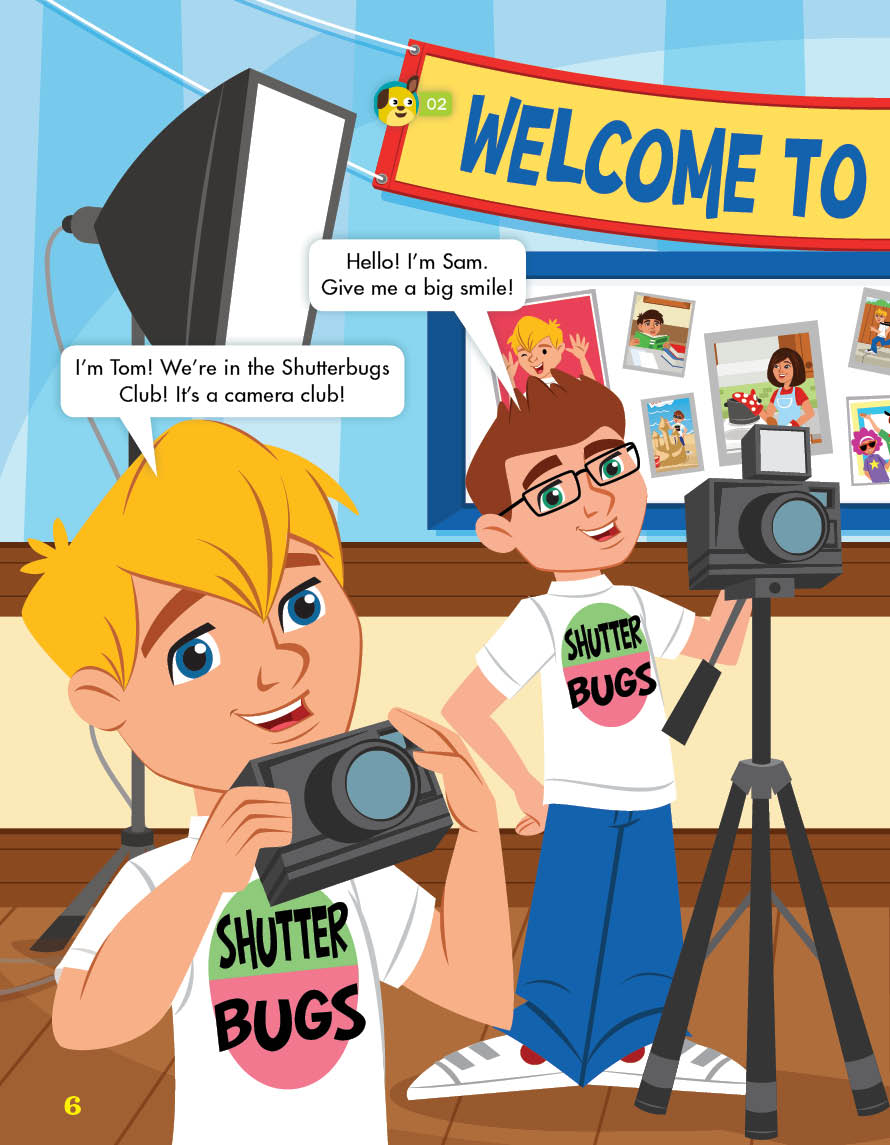 02
WELCOME TO
Hello! I'm Sam.
Give me a big smile!
I'm Tom! We're in the Shutterbugs
Club! It's a camera club!
SHUTTER
BUGS
SHUTTER
BUGS
6